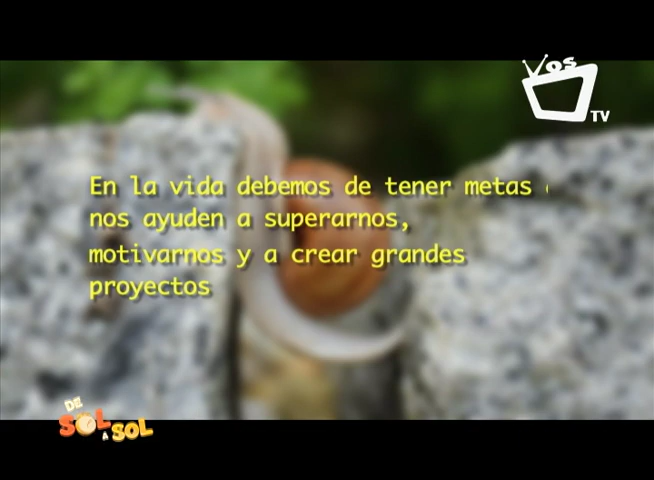 Vos
TV
En la vida debemos de tener metas
nos ayuden a superarnos,
motivarnos y a crear grandes
proyectos
DE
SOL
A SOL